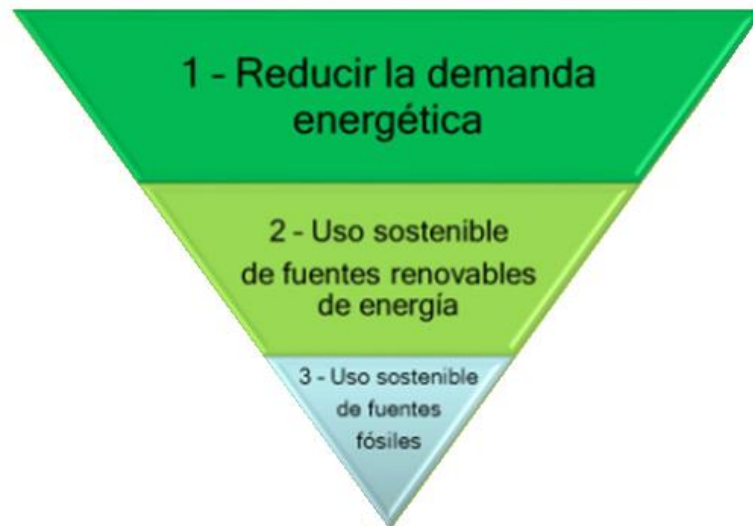 1 - Reducir la demanda
energética
2 - Uso sostenible
de fuentes renovables
de energía
3 - Uso sostenible
de fuentes
fósiles